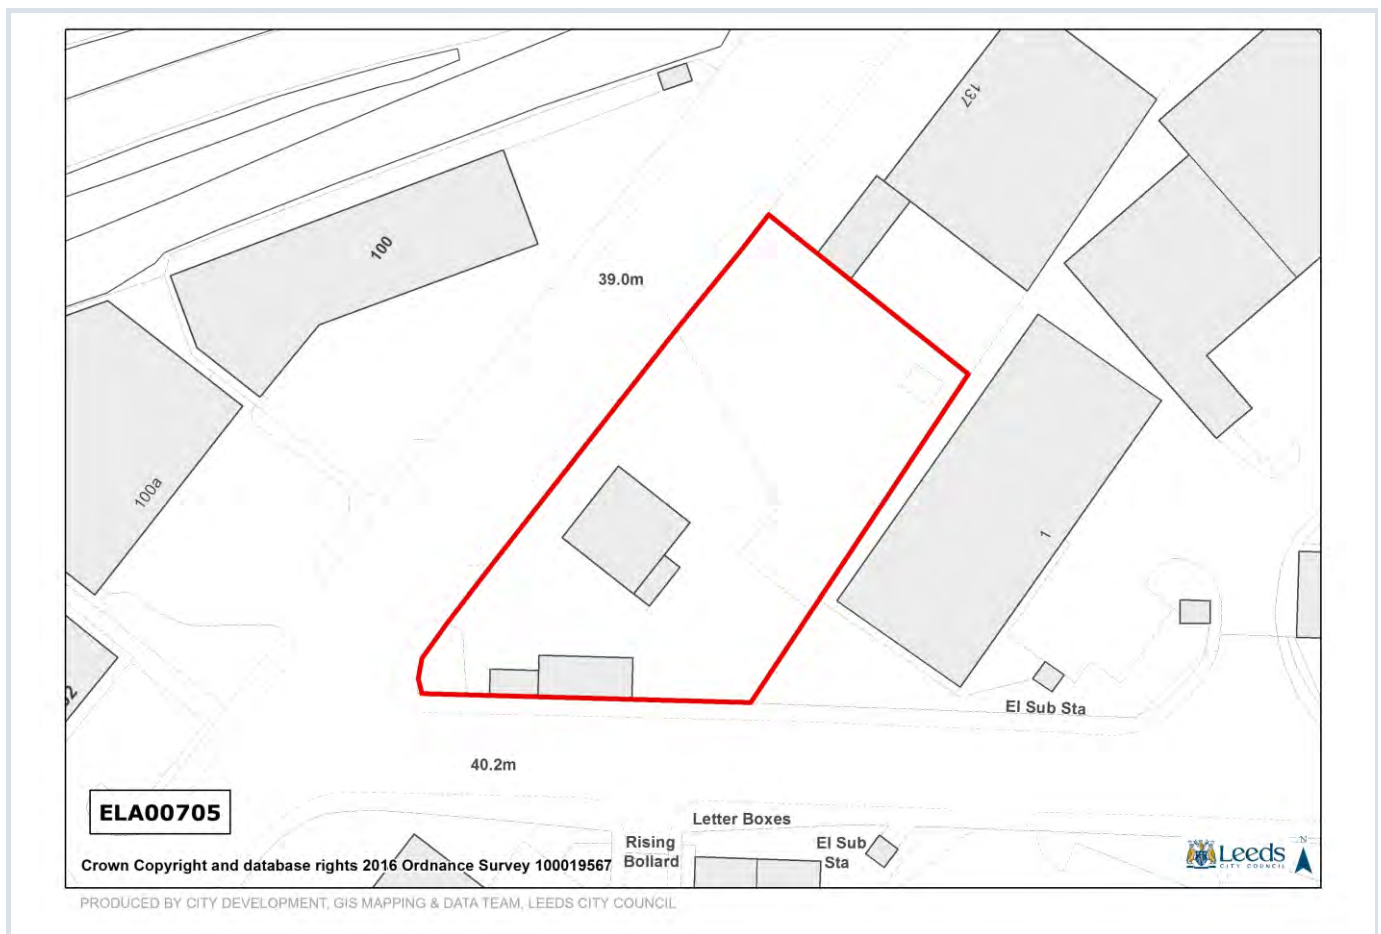 137
100
39.0m
100a
1
El Sub Sta
40.2m
ELA00705
Letter Boxes
Rising
Bollard
El Sub
Sta
Crown Copyright and database rights 2016 Ordnance Survey 100019567
Leeds
CITY COUNCIL
N
PRODUCED BY CITY DEVELOPMENT, GIS MAPPING & DATA TEAM, LEEDS CITY COUNCIL